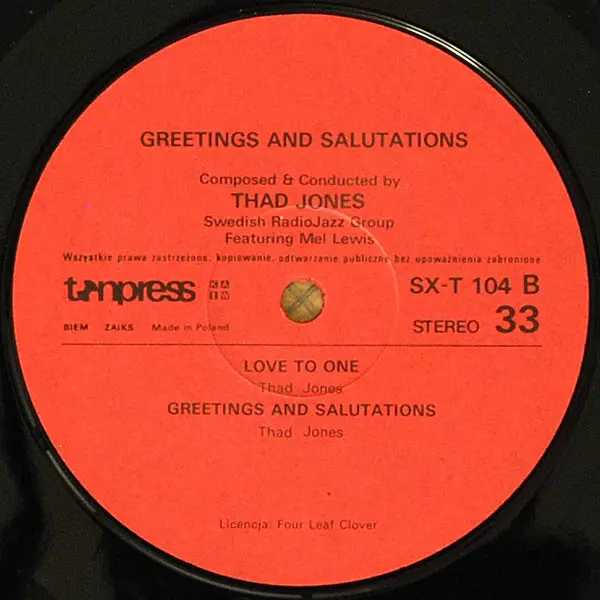 GREETINGS AND SALUTATIONS
Composed & Conducted by
THAD JONES
Swedish RadioJazz Group
Featuring Mel Lewis
Wszystkie prawa zastrzeżone, kopiowanie, odtwarzanie publiczne bez upoważnienia zabronione
tonpress KATW SX-T 104 B
BIEM ZAIKS Made in Poland STEREO 33
LOVE TO ONE
Thad Jones
GREETINGS AND SALUTATIONS
Thad Jones
Licencja: Four Leaf Clover